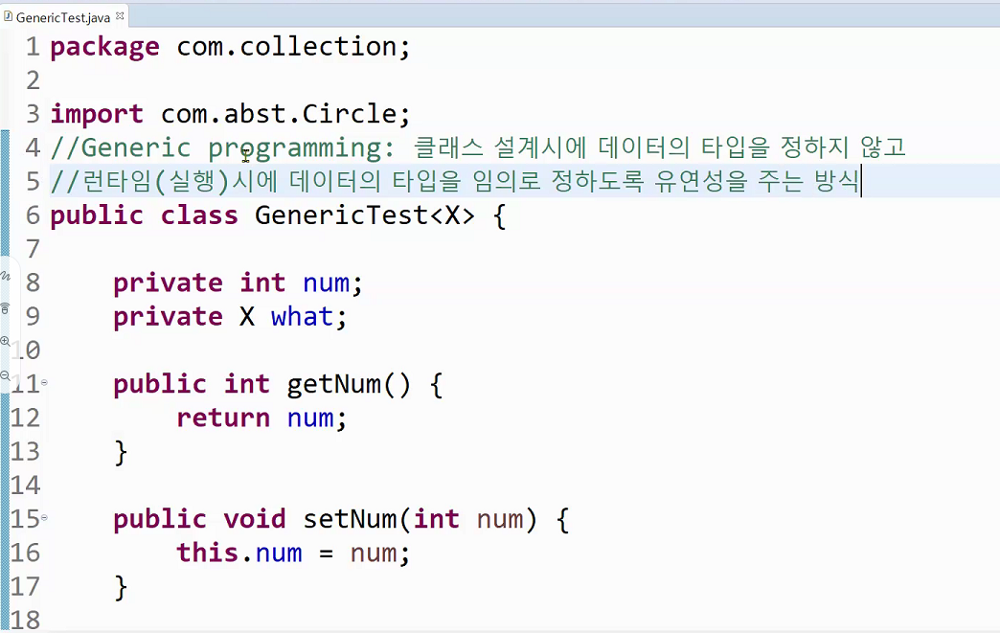 GenericTest.java
1 package com.collection;
2
3 import com.abst.Circle;
4 //Generic programming: 클래스 설계시에 데이터의 타입을 정하지 않고
5 //런타임(실행)시에 데이터의 타입을 임의로 정하도록 유연성을 주는 방식
6 public class GenericTest<X> {
7
8 private int num;
9 private X what;
10
11 public int getNum() {
12 return num;
13 }
14
15 public void setNum(int num) {
16 this.num = num;
17 }
18